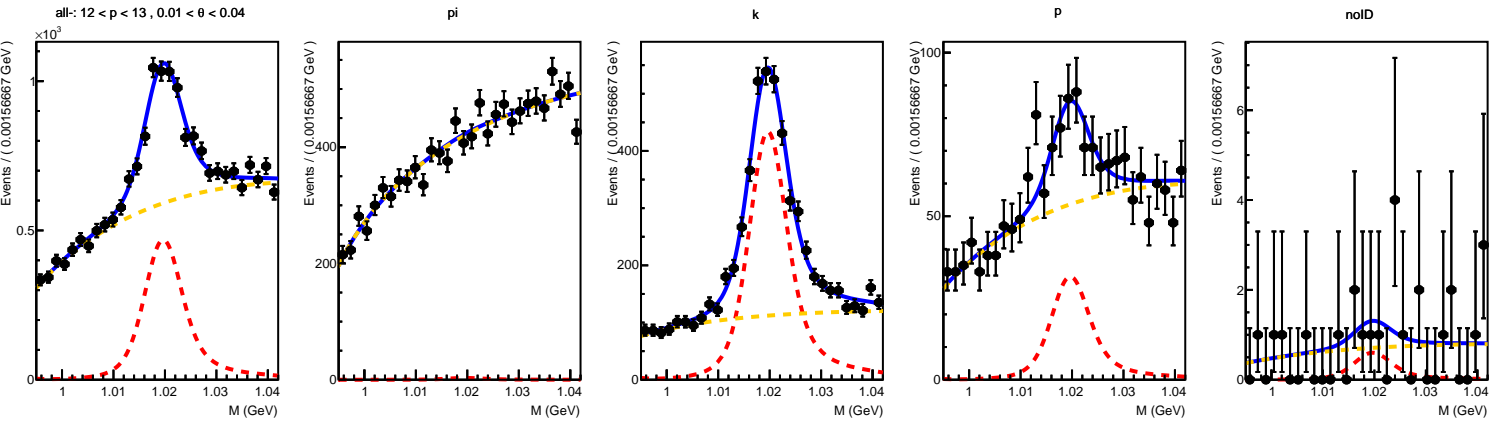 all-: 12 < p < 13 , 0.01 < θ < 0.04
×10³
Events / ( 0.00156667 GeV )
1
0.5
0
1 1.01 1.02 1.03 1.04
M (GeV)
pi
Events / ( 0.00156667 GeV )
400
200
0
1 1.01 1.02 1.03 1.04
M (GeV)
k
Events / ( 0.00156667 GeV )
400
200
0
1 1.01 1.02 1.03 1.04
M (GeV)
p
Events / ( 0.00156667 GeV )
100
50
0
1 1.01 1.02 1.03 1.04
M (GeV)
noID
Events / ( 0.00156667 GeV )
6
4
2
0
1 1.01 1.02 1.03 1.04
M (GeV)